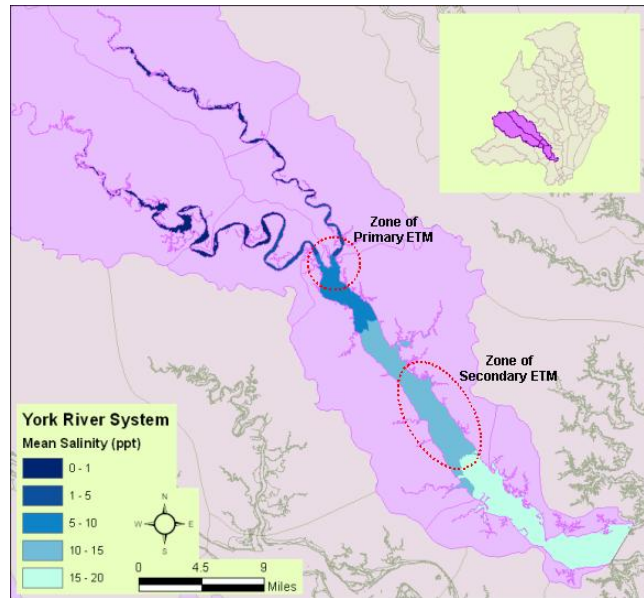 Zone of
Primary ETM
Zone of
Secondary ETM
York River System
Mean Salinity (ppt)
0 - 1
1 - 5
5 - 10
10 - 15
15 - 20
N
W E
S
0 4.5 9
Miles